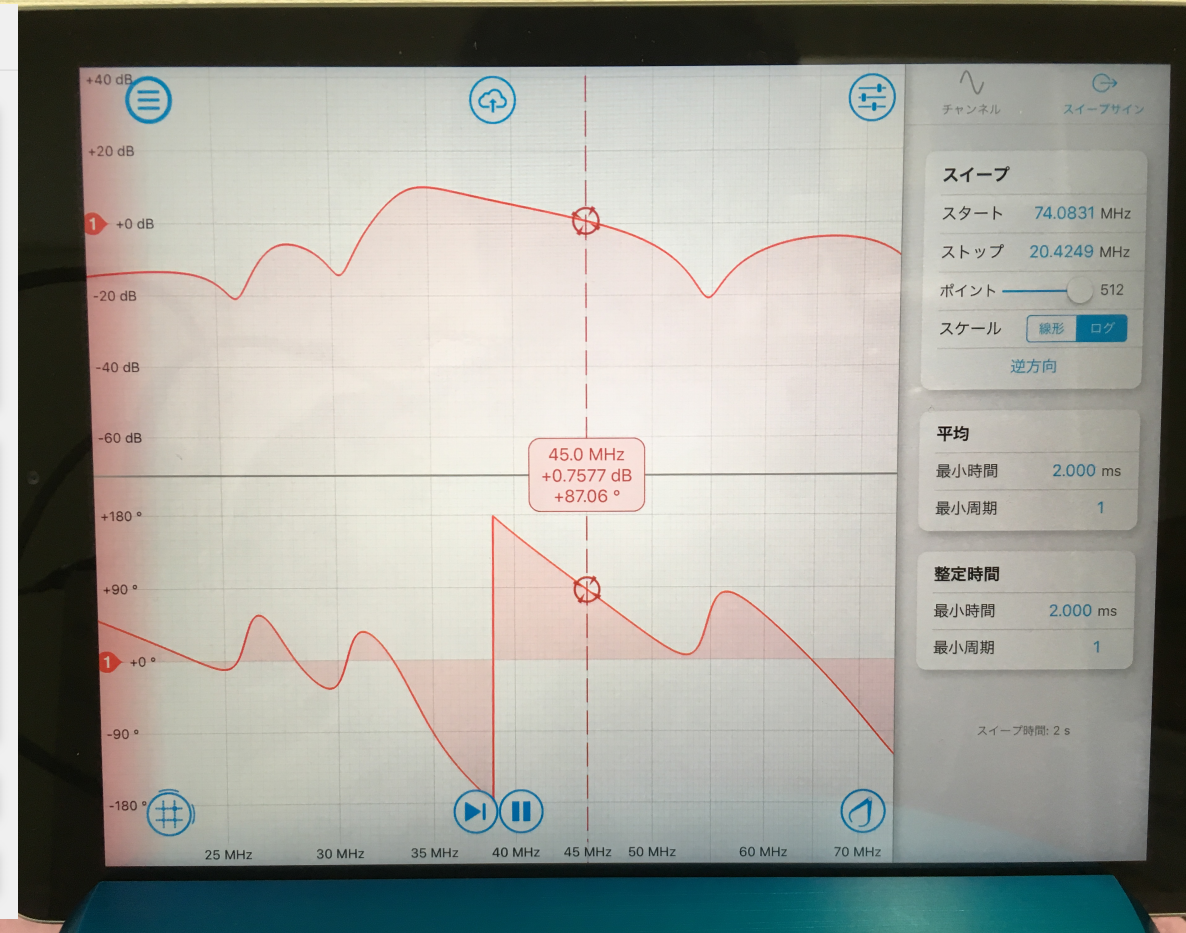 +40 dB
+20 dB
1 +0 dB
-20 dB
-40 dB
-60 dB
45.0 MHz
+0.7577 dB
+87.06 °
+180 °
+90 °
1 +0 °
-90 °
-180 °
25 MHz 30 MHz 35 MHz 40 MHz 45 MHz 50 MHz 60 MHz 70 MHz
チャンネル スイープサイン
スイープ
スタート 74.0831 MHz
ストップ 20.4249 MHz
ポイント 512
スケール 線形 ログ
逆方向
平均
最小時間 2.000 ms
最小周期 1
整定時間
最小時間 2.000 ms
最小周期 1
スイープ時間: 2 s